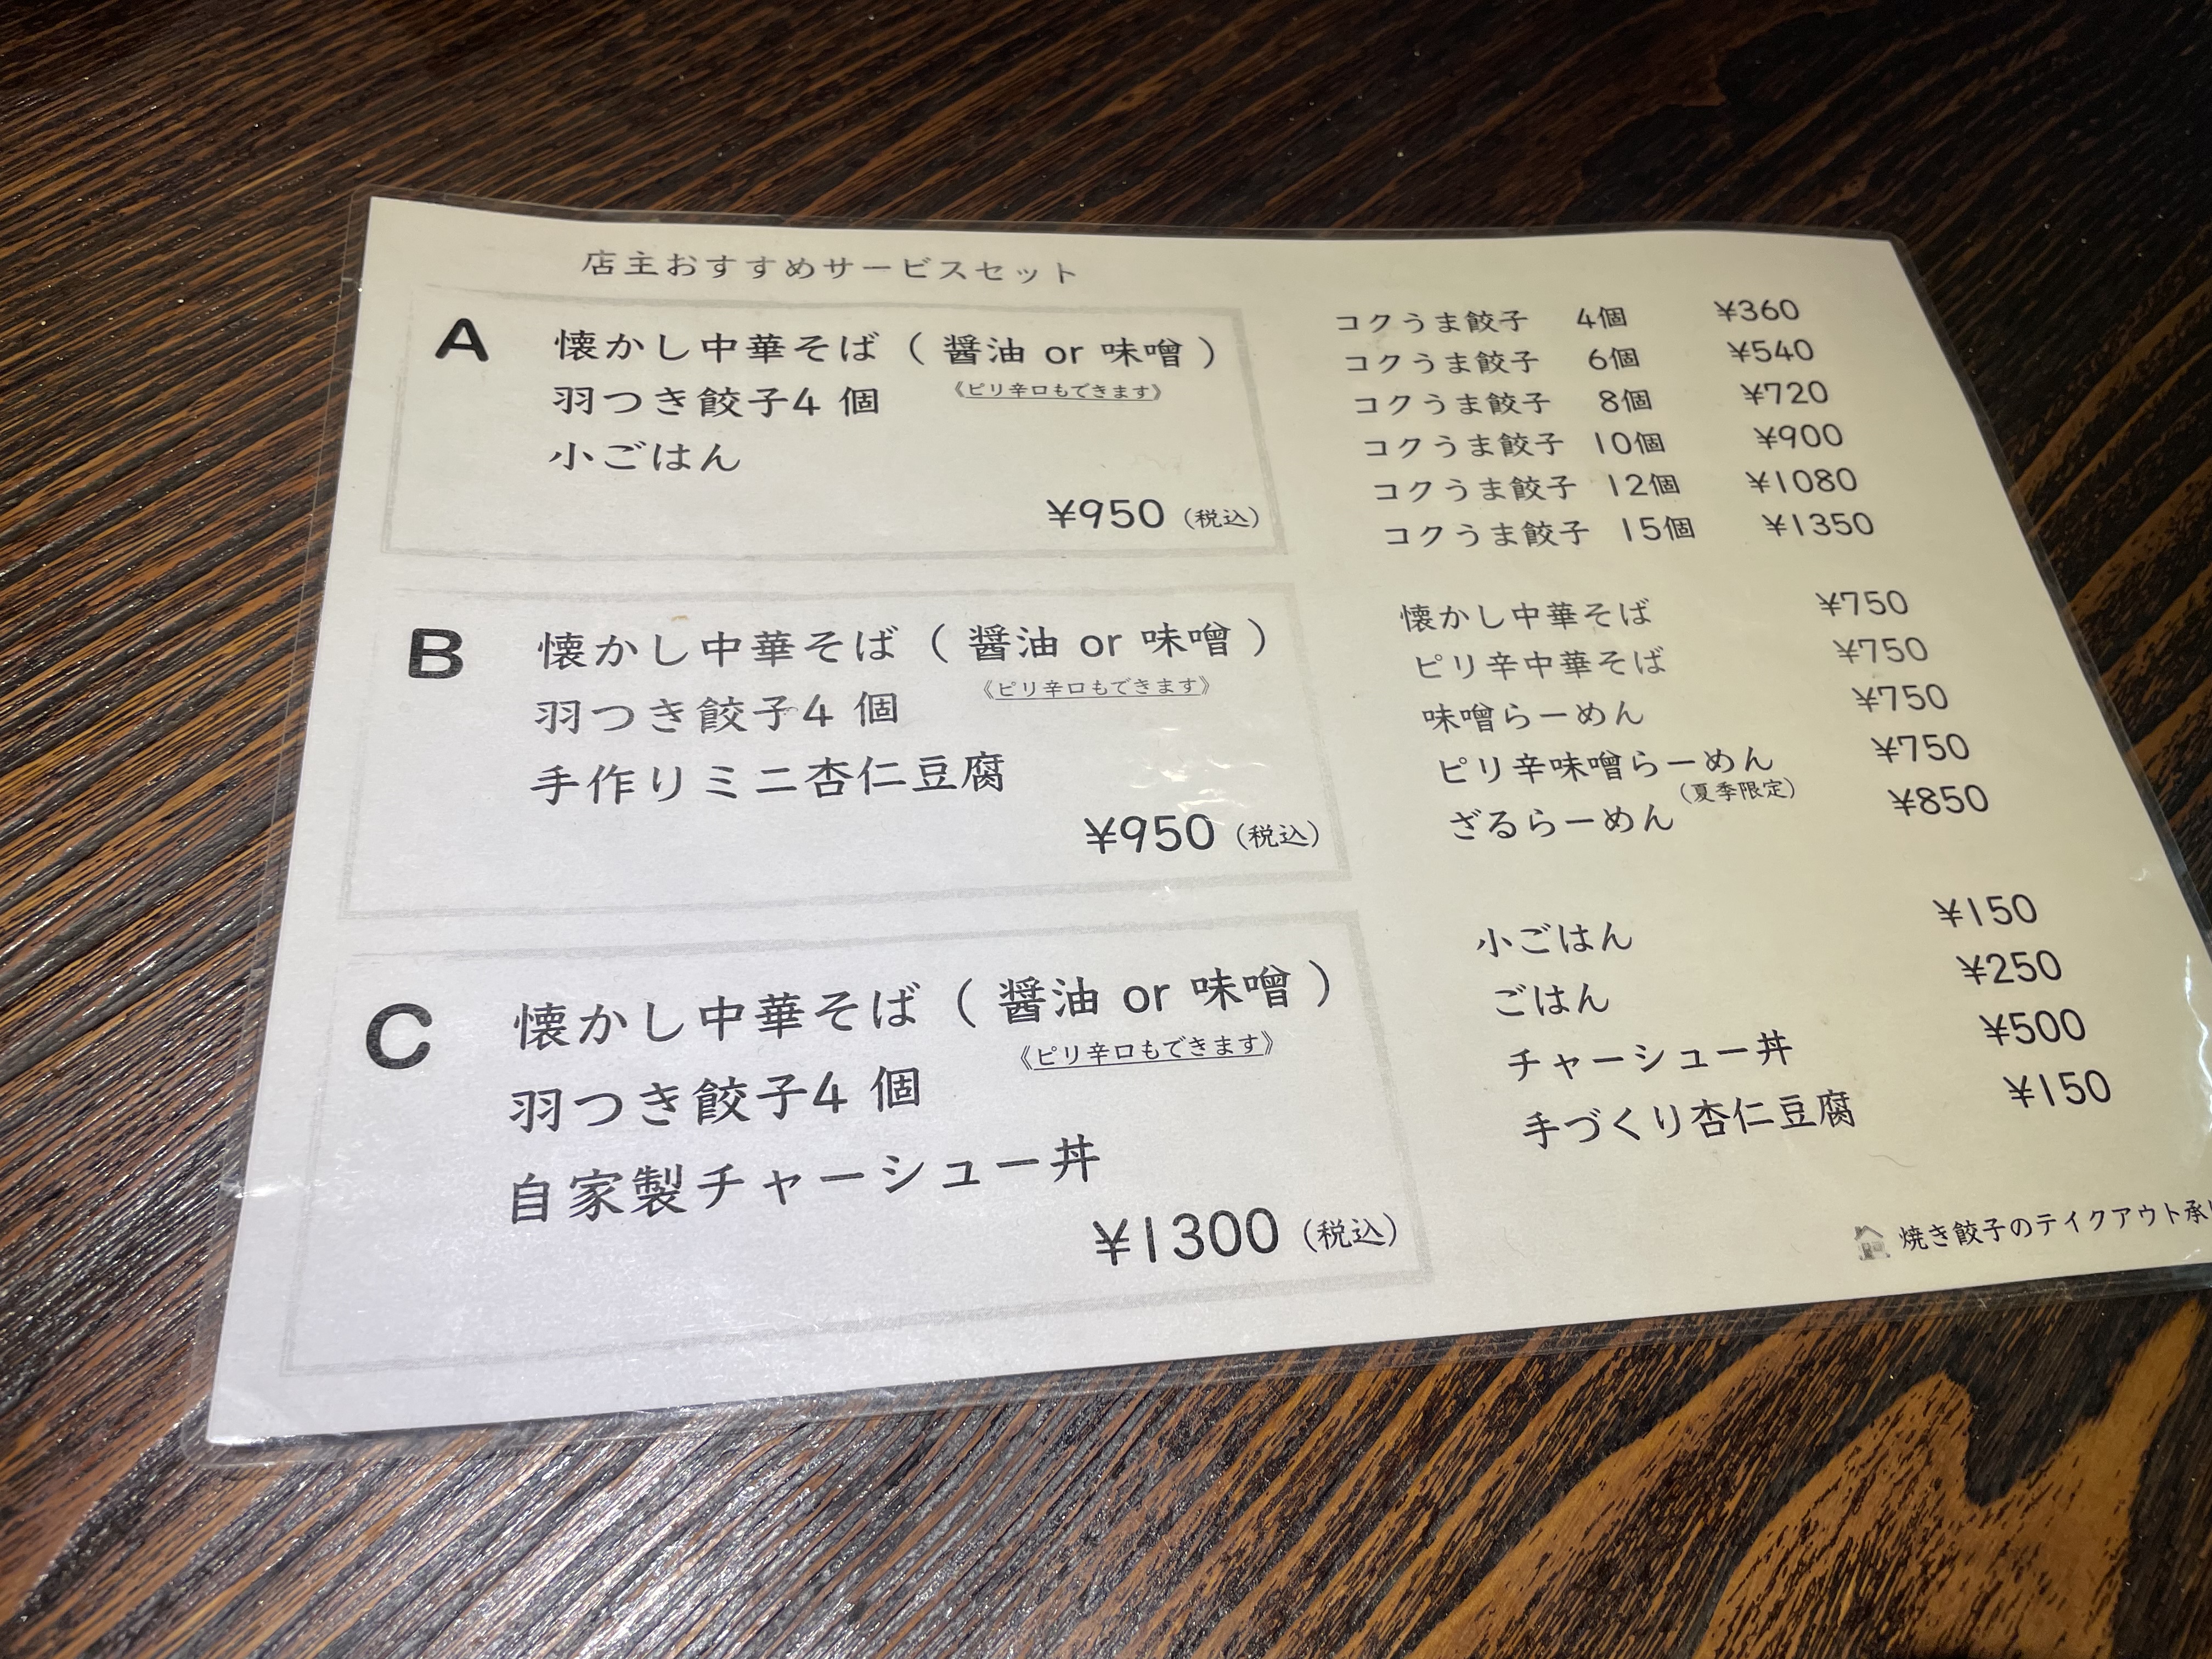 店主おすすめサービスセット
A
懐かし中華そば（ 醤油 or 味噌 ）
《ピリ辛口もできます》
羽つき餃子4 個
小ごはん
¥950（税込）
B
懐かし中華そば（ 醤油 or 味噌 ）
《ピリ辛口もできます》
羽つき餃子4 個
手作りミニ杏仁豆腐
¥950（税込）
C
懐かし中華そば（ 醤油 or 味噌 ）
《ピリ辛口もできます》
羽つき餃子4 個
自家製チャーシュー丼
¥1300（税込）
コクうま餃子 4個 ¥360
コクうま餃子 6個 ¥540
コクうま餃子 8個 ¥720
コクうま餃子 10個 ¥900
コクうま餃子 12個 ¥1080
コクうま餃子 15個 ¥1350
懐かし中華そば ¥750
ピリ辛中華そば ¥750
味噌らーめん ¥750
ピリ辛味噌らーめん ¥750
（夏季限定）
ざるらーめん ¥850
小ごはん ¥150
ごはん ¥250
チャーシュー丼 ¥500
手づくり杏仁豆腐 ¥150
焼き餃子のテイクアウト承